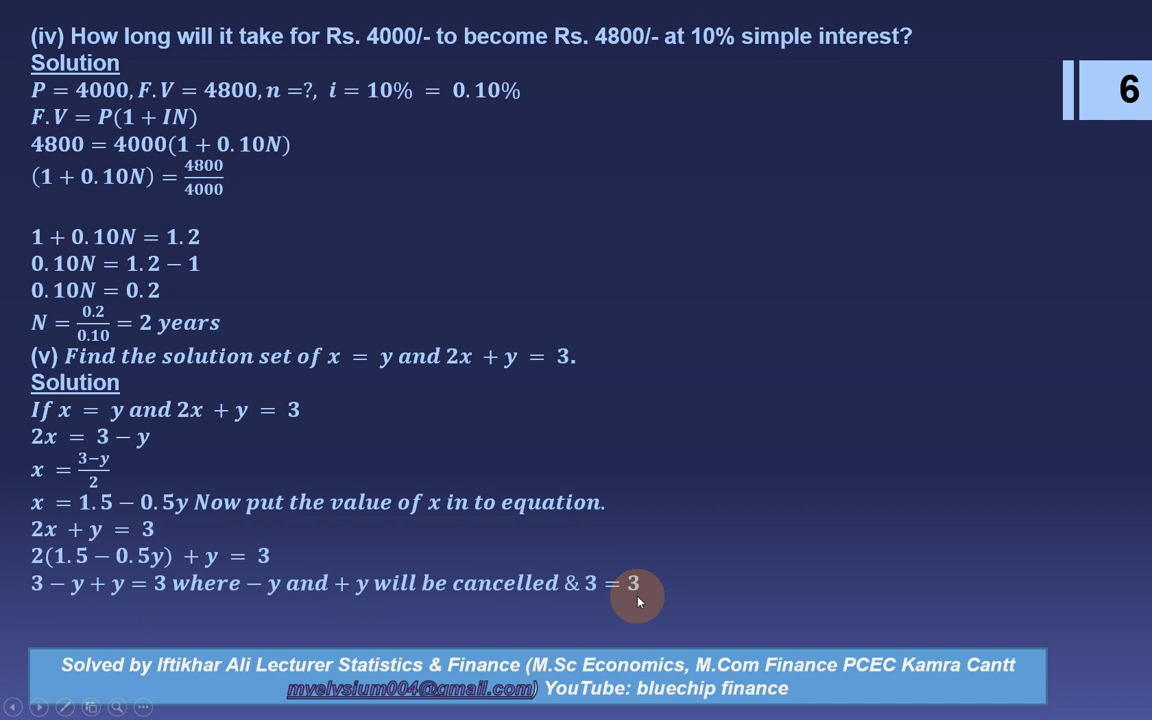 (iv) How long will it take for Rs. 4000/- to become Rs. 4800/- at 10% simple interest?
6
Solution
P = 4000, F.V = 4800, n =?, i = 10% = 0.10%
F.V = P(1 + IN)
4800 = 4000(1 + 0.10N)
(1 + 0.10N) = 4800/4000
1 + 0.10N = 1.2
0.10N = 1.2 − 1
0.10N = 0.2
N = 0.2/0.10 = 2 years
(v) Find the solution set of x = y and 2x + y = 3.
Solution
If x = y and 2x + y = 3
2x = 3 − y
x = 3−y/2
x = 1.5 − 0.5y Now put the value of x in to equation.
2x + y = 3
2(1.5 − 0.5y) + y = 3
3 − y + y = 3 where − y and + y will be cancelled & 3 = 3
Solved by Iftikhar Ali Lecturer Statistics & Finance (M.Sc Economics, M.Com Finance PCEC Kamra Cantt
myelysium004@gmail.com) YouTube: bluechip finance